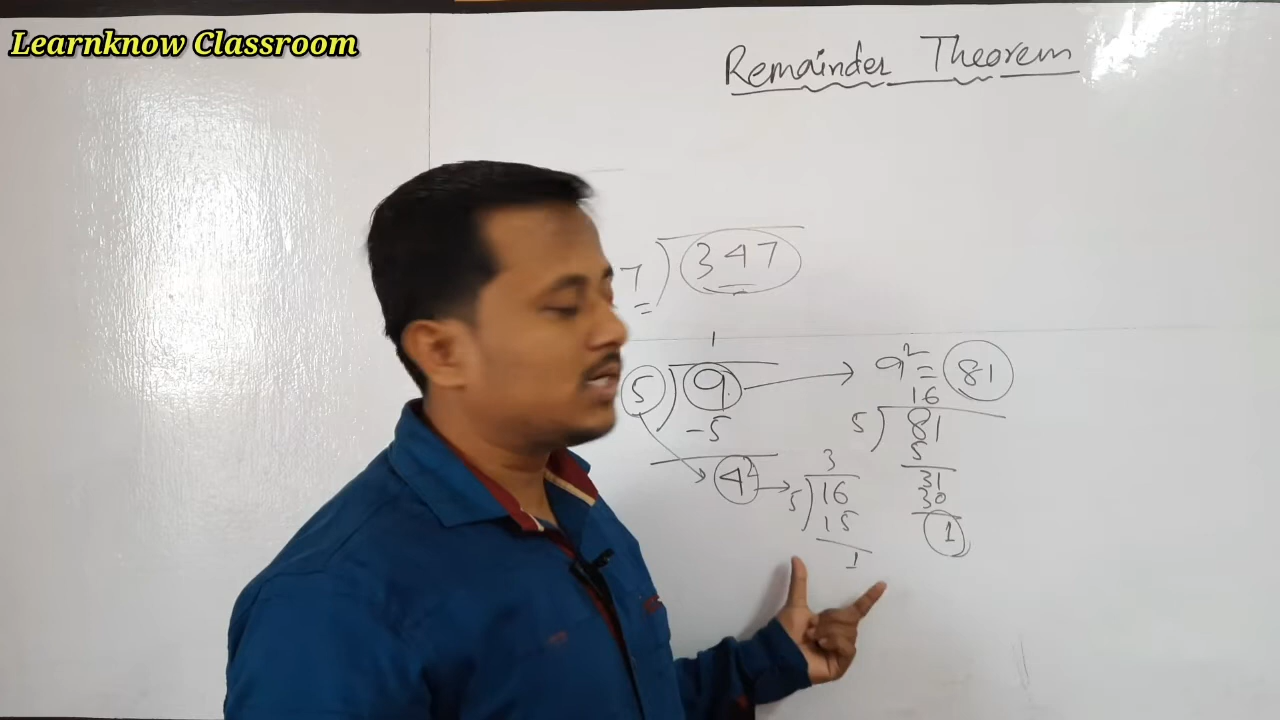 Learnknow Classroom
Remainder Theorem
7 ) 347
1
5 ) 9
-5
4²
3
5 ) 16
15
1
9² = 81
16
5 ) 81
5
31
30
1